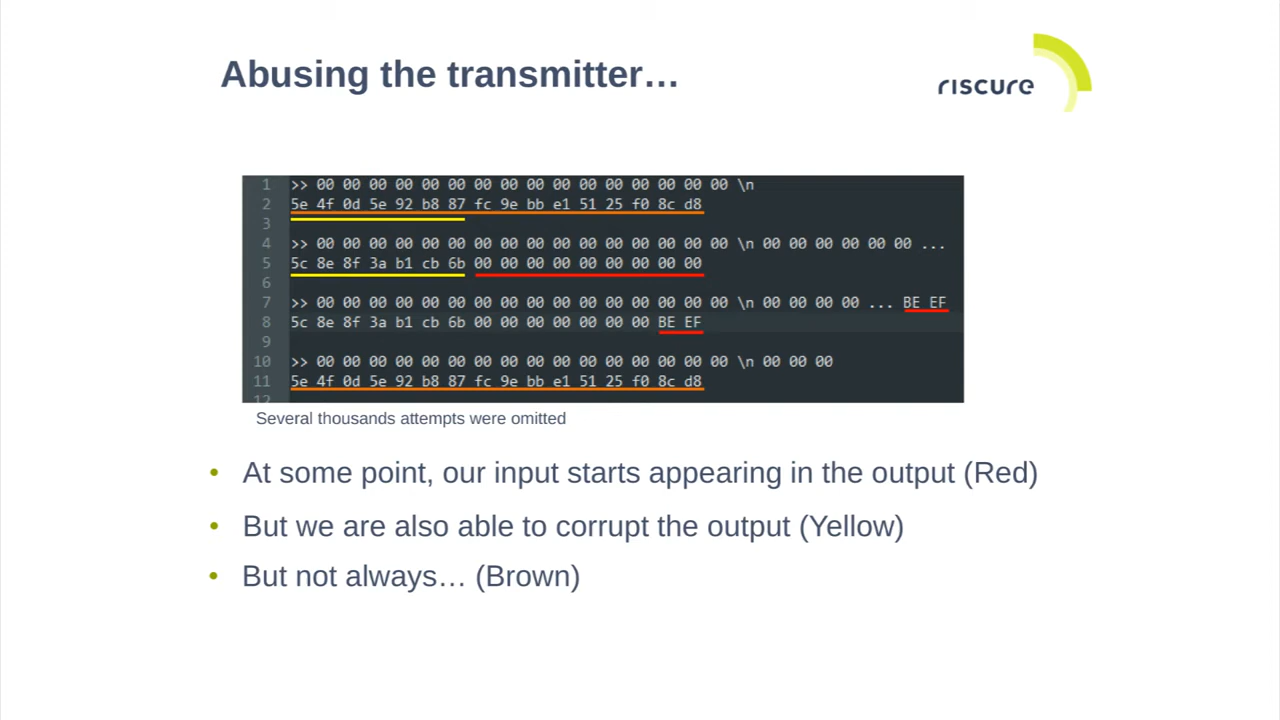 Abusing the transmitter…
riscure
1 >> 00 00 00 00 00 00 00 00 00 00 00 00 00 00 00 00 \n
2 5e 4f 0d 5e 92 b8 87 fc 9e bb e1 51 25 f0 8c d8
3
4 >> 00 00 00 00 00 00 00 00 00 00 00 00 00 00 00 00 \n 00 00 00 00 00 00 ...
5 5c 8e 8f 3a b1 cb 6b 00 00 00 00 00 00 00 00 00
6
7 >> 00 00 00 00 00 00 00 00 00 00 00 00 00 00 00 00 \n 00 00 00 00 ... BE EF
8 5c 8e 8f 3a b1 cb 6b 00 00 00 00 00 00 00 BE EF
9
10 >> 00 00 00 00 00 00 00 00 00 00 00 00 00 00 00 00 \n 00 00 00
11 5e 4f 0d 5e 92 b8 87 fc 9e bb e1 51 25 f0 8c d8
12
Several thousands attempts were omitted
• At some point, our input starts appearing in the output (Red)
• But we are also able to corrupt the output (Yellow)
• But not always… (Brown)